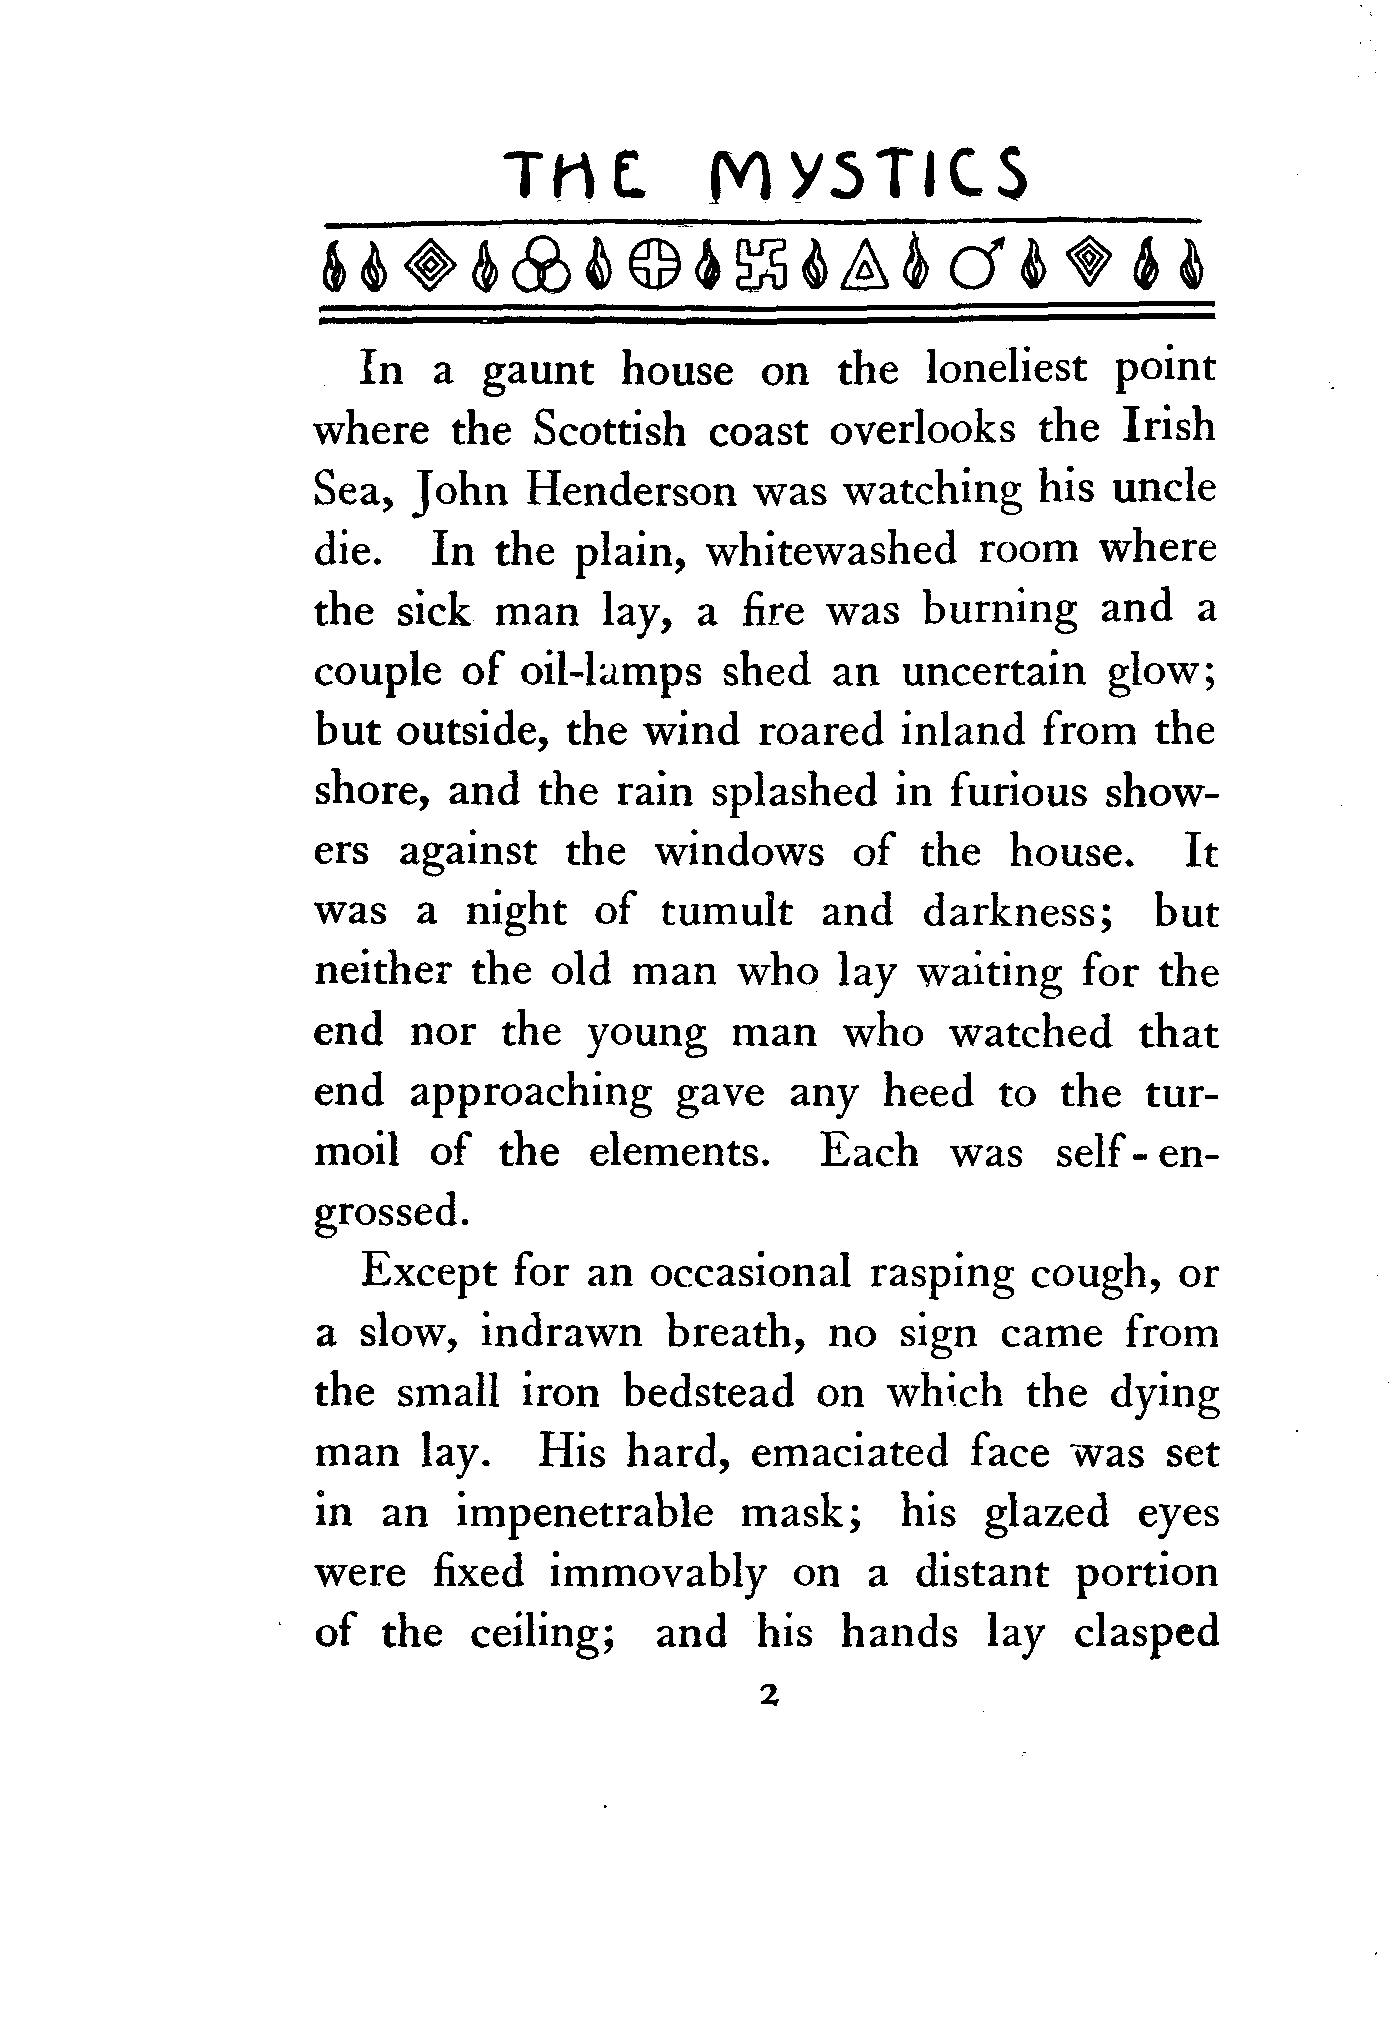 THE MYSTICS
In a gaunt house on the loneliest point
where the Scottish coast overlooks the Irish
Sea, John Henderson was watching his uncle
die. In the plain, whitewashed room where
the sick man lay, a fire was burning and a
couple of oil-lamps shed an uncertain glow;
but outside, the wind roared inland from the
shore, and the rain splashed in furious show-
ers against the windows of the house. It
was a night of tumult and darkness; but
neither the old man who lay waiting for the
end nor the young man who watched that
end approaching gave any heed to the tur-
moil of the elements. Each was self-en-
grossed.
Except for an occasional rasping cough, or
a slow, indrawn breath, no sign came from
the small iron bedstead on which the dying
man lay. His hard, emaciated face was set
in an impenetrable mask; his glazed eyes
were fixed immovably on a distant portion
of the ceiling; and his hands lay clasped
2